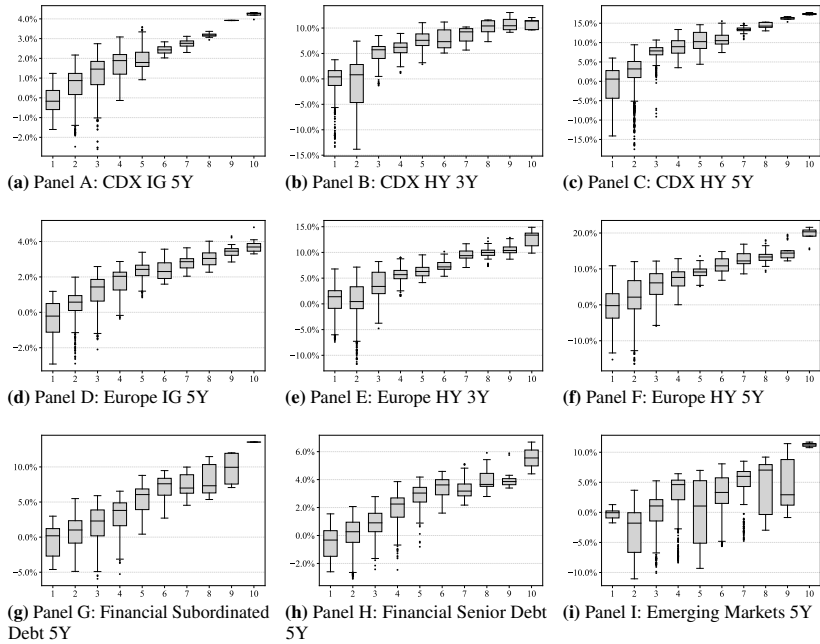 4.0%
3.0%
2.0%
1.0%
0.0%
−1.0%
−2.0%
1 2 3 4 5 6 7 8 9 10
(a) Panel A: CDX IG 5Y
10.0%
5.0%
0.0%
−5.0%
−10.0%
−15.0%
1 2 3 4 5 6 7 8 9 10
(b) Panel B: CDX HY 3Y
15.0%
10.0%
5.0%
0.0%
−5.0%
−10.0%
−15.0%
1 2 3 4 5 6 7 8 9 10
(c) Panel C: CDX HY 5Y
4.0%
2.0%
0.0%
−2.0%
1 2 3 4 5 6 7 8 9 10
(d) Panel D: Europe IG 5Y
15.0%
10.0%
5.0%
0.0%
−5.0%
−10.0%
1 2 3 4 5 6 7 8 9 10
(e) Panel E: Europe HY 3Y
20.0%
10.0%
0.0%
−10.0%
1 2 3 4 5 6 7 8 9 10
(f) Panel F: Europe HY 5Y
10.0%
5.0%
0.0%
−5.0%
1 2 3 4 5 6 7 8 9 10
(g) Panel G: Financial Subordinated
Debt 5Y
6.0%
4.0%
2.0%
0.0%
−2.0%
1 2 3 4 5 6 7 8 9 10
(h) Panel H: Financial Senior Debt
5Y
10.0%
5.0%
0.0%
−5.0%
−10.0%
1 2 3 4 5 6 7 8 9 10
(i) Panel I: Emerging Markets 5Y